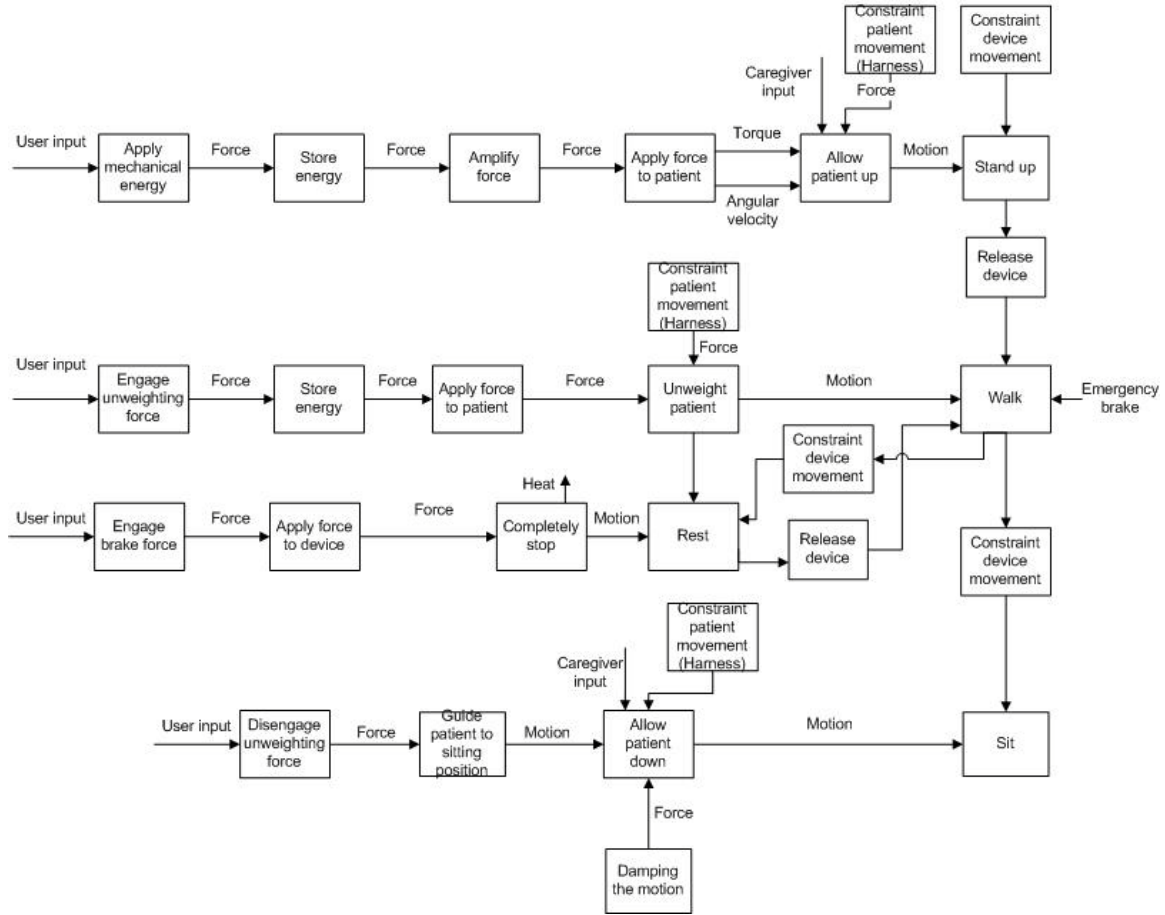 Constraint
patient
movement
(Harness)
Constraint
device
movement
Caregiver
input
Force
User input
Apply
mechanical
energy
Force
Store
energy
Force
Amplify
force
Force
Apply force
to patient
Torque
Angular
velocity
Allow
patient up
Motion
Stand up
Release
device
Constraint
patient
movement
(Harness)
Force
User input
Engage
unweighting
force
Force
Store
energy
Force
Apply force
to patient
Force
Unweight
patient
Motion
Walk
Emergency
brake
Constraint
device
movement
Heat
User input
Engage
brake force
Force
Apply force
to device
Force
Completely
stop
Motion
Rest
Release
device
Constraint
device
movement
Constraint
patient
movement
(Harness)
Caregiver
input
User input
Disengage
unweighting
force
Force
Guide
patient to
sitting
position
Motion
Allow
patient
down
Motion
Sit
Force
Damping
the motion